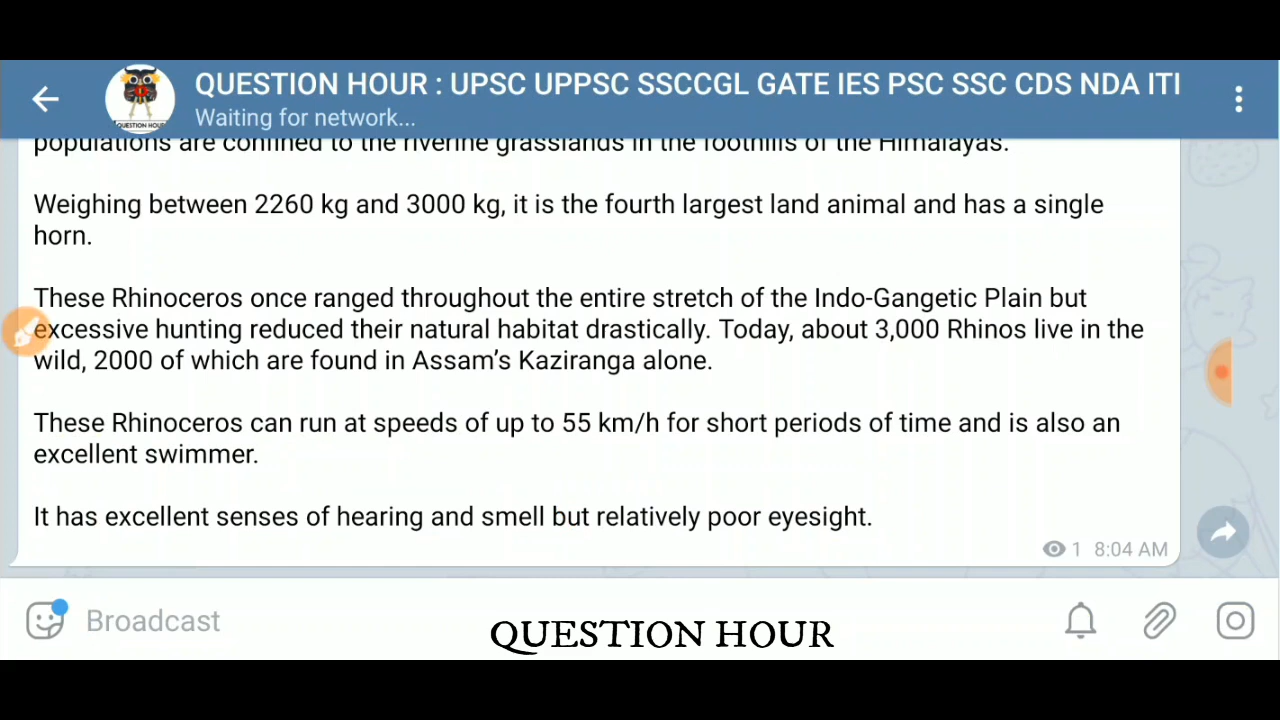 QUESTION HOUR : UPSC UPPSC SSCCGL GATE IES PSC SSC CDS NDA ITI
Waiting for network...
QUESTION HOUR
populations are confined to the riverine grasslands in the foothills of the Himalayas.
Weighing between 2260 kg and 3000 kg, it is the fourth largest land animal and has a single
horn.
These Rhinoceros once ranged throughout the entire stretch of the Indo-Gangetic Plain but
excessive hunting reduced their natural habitat drastically. Today, about 3,000 Rhinos live in the
wild, 2000 of which are found in Assam’s Kaziranga alone.
These Rhinoceros can run at speeds of up to 55 km/h for short periods of time and is also an
excellent swimmer.
It has excellent senses of hearing and smell but relatively poor eyesight.
1 8:04 AM
Broadcast
QUESTION HOUR